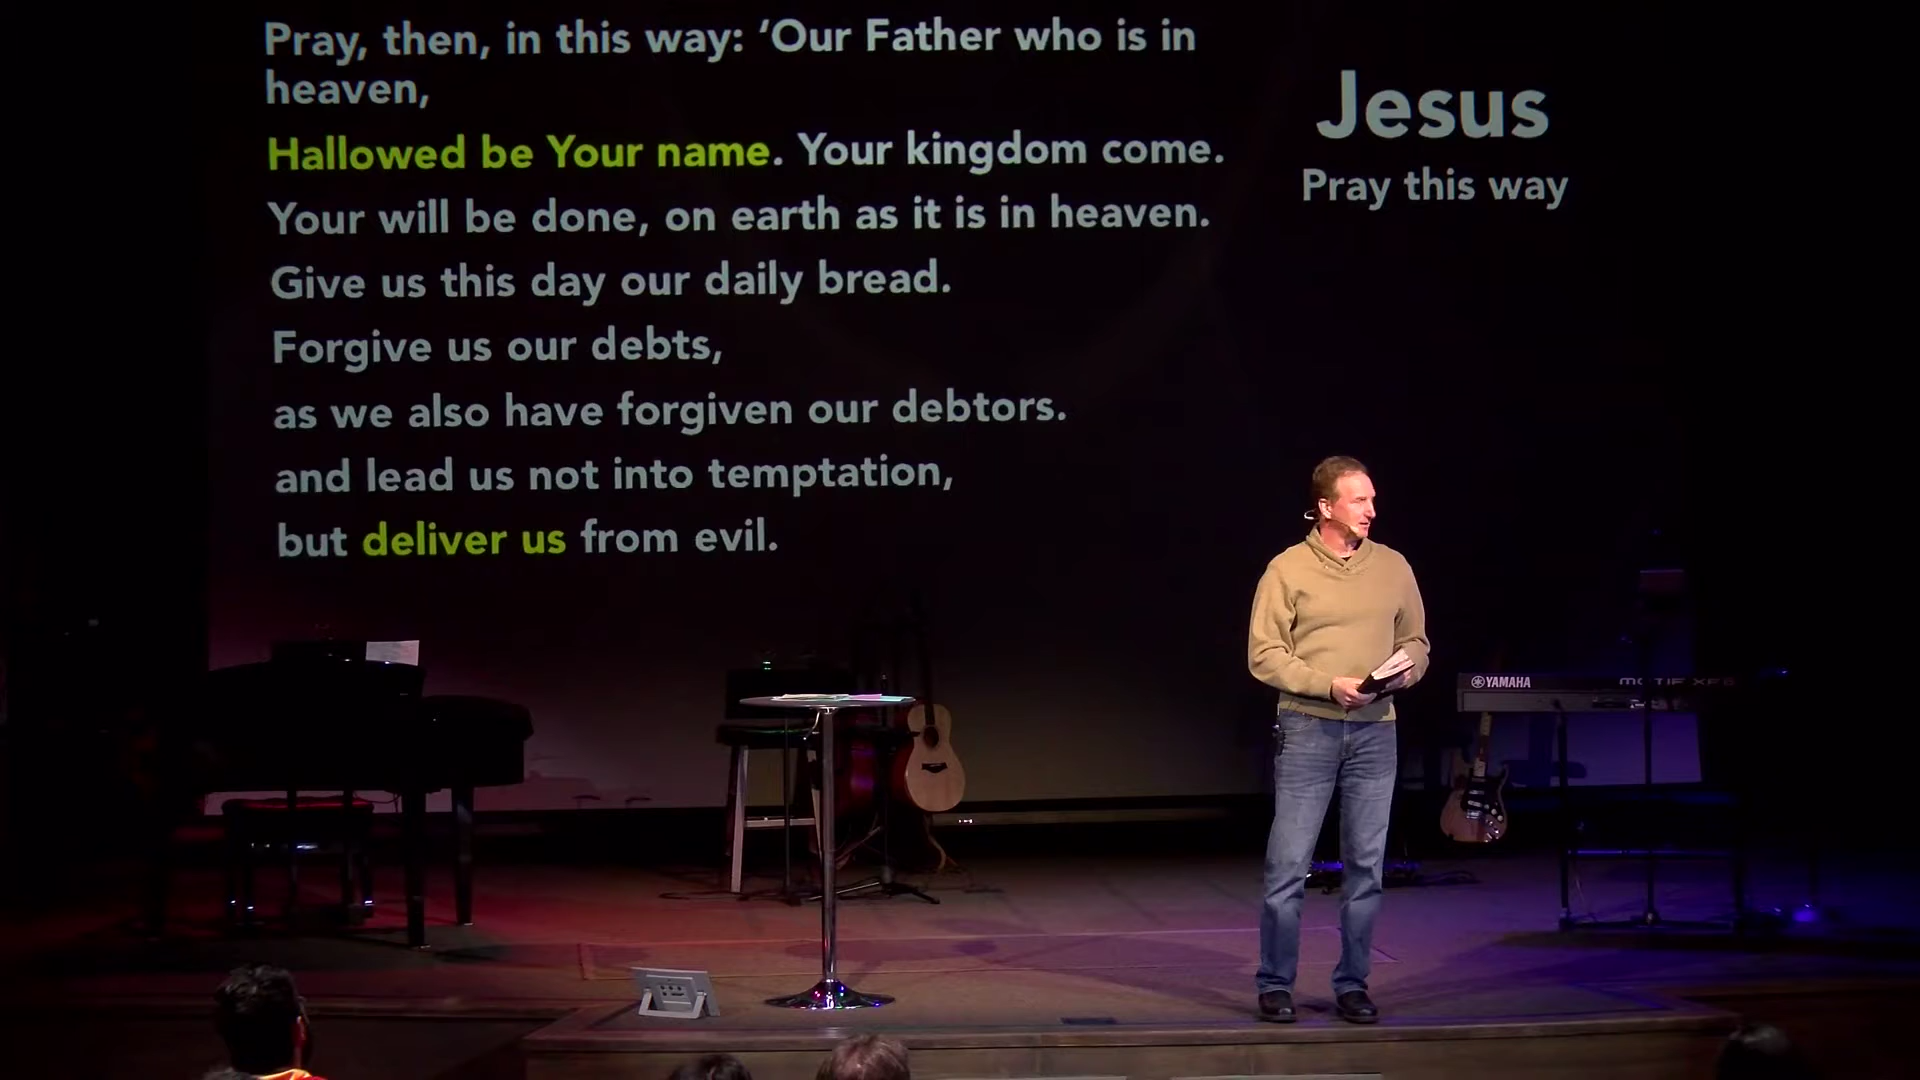 Pray, then, in this way: ‘Our Father who is in
heaven,
Hallowed be Your name. Your kingdom come.
Your will be done, on earth as it is in heaven.
Give us this day our daily bread.
Forgive us our debts,
as we also have forgiven our debtors.
and lead us not into temptation,
but deliver us from evil.
Jesus
Pray this way
YAMAHA
MOTIF XF8